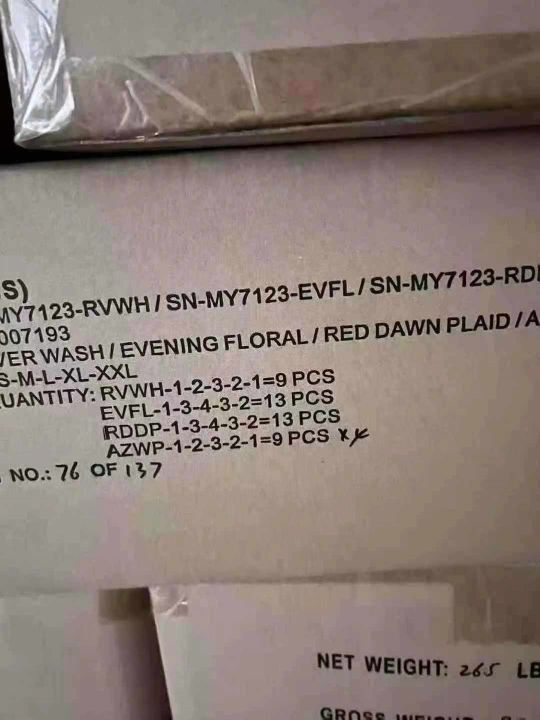 S)
MY7123-RVWH / SN-MY7123-EVFL / SN-MY7123-RD
007193
ER WASH / EVENING FLORAL / RED DAWN PLAID / A
S-M-L-XL-XXL
UANTITY: RVWH-1-2-3-2-1=9 PCS
EVFL-1-3-4-3-2=13 PCS
RDDP-1-3-4-3-2=13 PCS
AZWP-1-2-3-2-1=9 PCS
NO.: 76 OF 137
NET WEIGHT: 265 LB
GROSS WEIGHT: